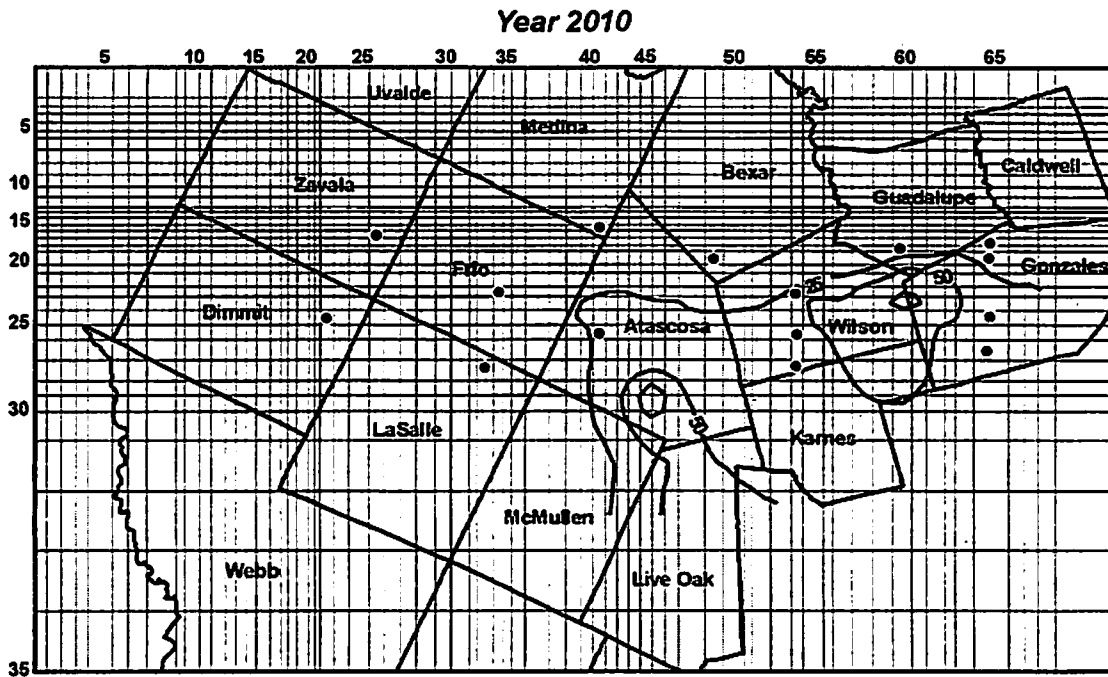 Year 2010
5 10 15 20 25 30 35 40 45 50 55 60 65
Uvalde
Medina
5
Bexar
Caldwell
Zavala
10
Guadalupe
15
20
Frio
Gonzales
50
25
Dimmit
25
Atascosa
Wilson
30
50
LaSalle
Karnes
McMullen
Webb
Live Oak
35